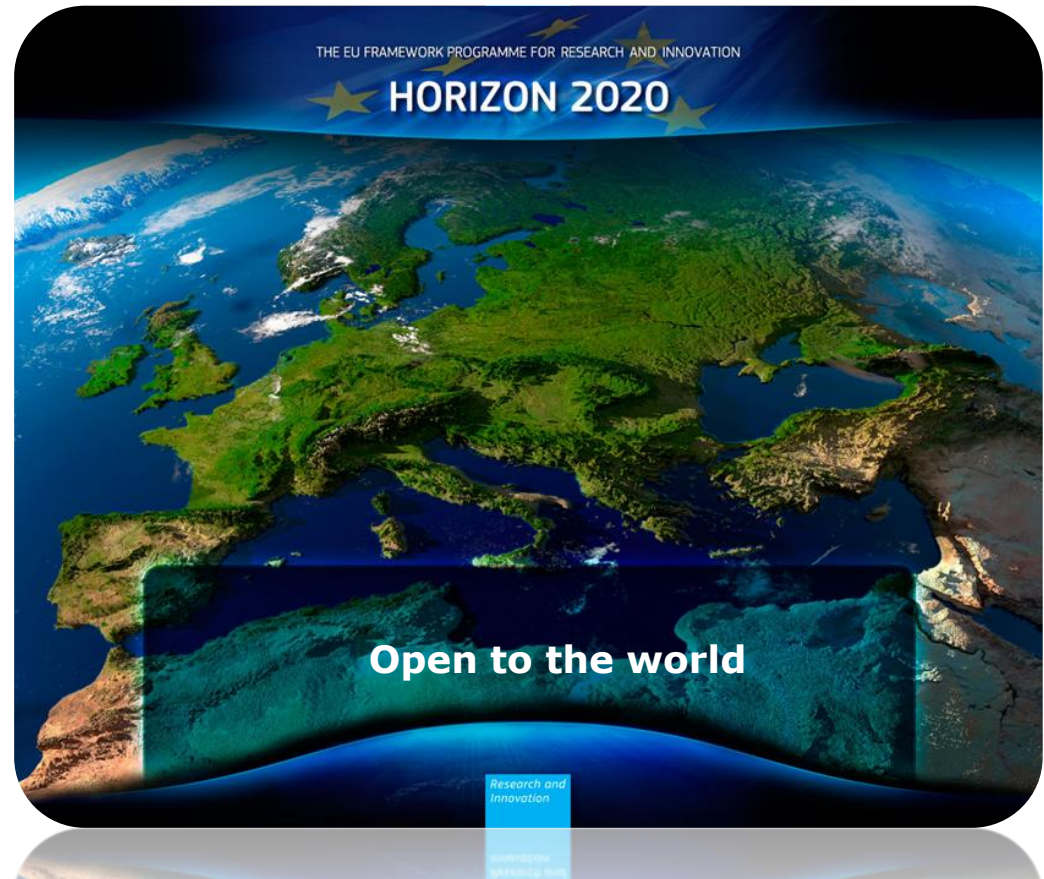 THE EU FRAMEWORK PROGRAMME FOR RESEARCH AND INNOVATION
HORIZON 2020
Open to the world
Research and
Innovation